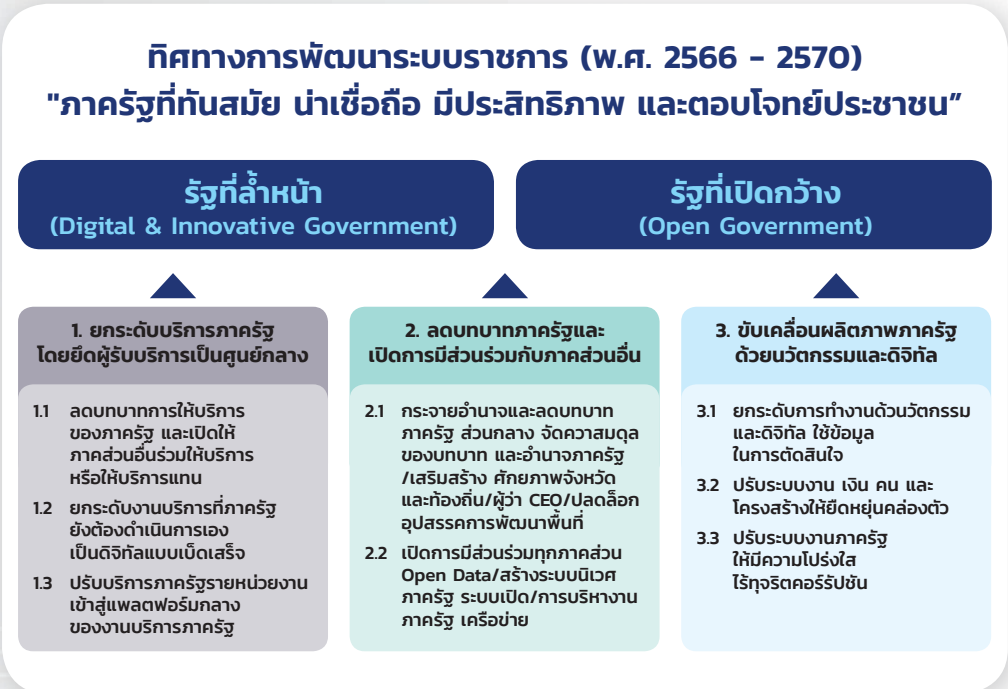 ทิศทางการพัฒนาระบบราชการ (พ.ศ. 2566 - 2570)
"ภาครัฐที่ทันสมัย น่าเชื่อถือ มีประสิทธิภาพ และตอบโจทย์ประชาชน”
รัฐที่ล้ำหน้า
(Digital & Innovative Government)
รัฐที่เปิดกว้าง
(Open Government)
1. ยกระดับบริการภาครัฐ
โดยยึดผู้รับบริการเป็นศูนย์กลาง
1.1 ลดบทบาทการให้บริการ
ของภาครัฐ และเปิดให้
ภาคส่วนอื่นร่วมให้บริการ
หรือให้บริการแทน
1.2 ยกระดับงานบริการที่ภาครัฐ
ยังต้องดำเนินการเอง
เป็นดิจิทัลแบบเบ็ดเสร็จ
1.3 ปรับบริการภาครัฐรายหน่วยงาน
เข้าสู่แพลตฟอร์มกลาง
ของงานบริการภาครัฐ
2. ลดบทบาทภาครัฐและ
เปิดการมีส่วนร่วมกับภาคส่วนอื่น
2.1 กระจายอำนาจและลดบทบาท
ภาครัฐ ส่วนกลาง จัดควาสมดุล
ของบทบาท และอำนาจภาครัฐ
/เสริมสร้าง ศักยภาพจังหวัด
และท้องถิ่น/ผู้ว่า CEO/ปลดล็อก
อุปสรรคการพัฒนาพื้นที่
2.2 เปิดการมีส่วนร่วมทุกภาคส่วน
Open Data/สร้างระบบนิเวศ
ภาครัฐ ระบบเปิด/การบริหางาน
ภาครัฐ เครือข่าย
3. ขับเคลื่อนผลิตภาพภาครัฐ
ด้วยนวัตกรรมและดิจิทัล
3.1 ยกระดับการทำงานด้วยวัตกรรม
และดิจิทัล ใช้ข้อมูล
ในการตัดสินใจ
3.2 ปรับระบบงาน เงิน คน และ
โครงสร้างให้ยืดหยุ่นคล่องตัว
3.3 ปรับระบบงานภาครัฐ
ให้มีความโปร่งใส
ไร้ทุจริตคอร์รัปชัน